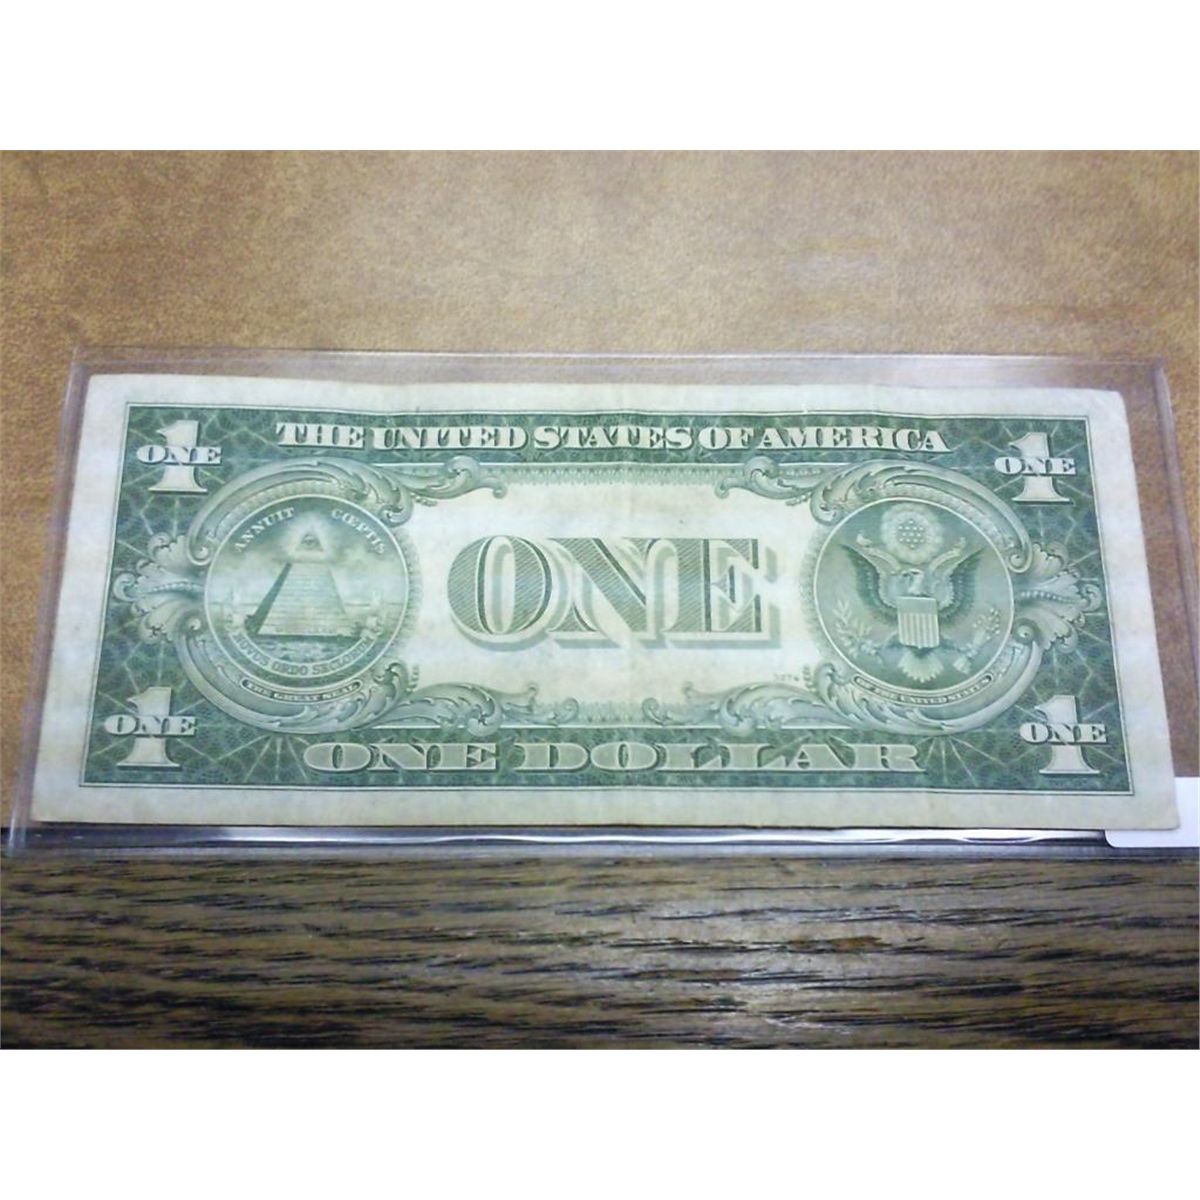 THE UNITED STATES OF AMERICA
1
ONE
1
ONE
ANNUIT CŒPTIS
ONE
NOVUS ORDO SECLORUM
THE GREAT SEAL
OF THE UNITED STATES
1
ONE
1
ONE
ONE DOLLAR